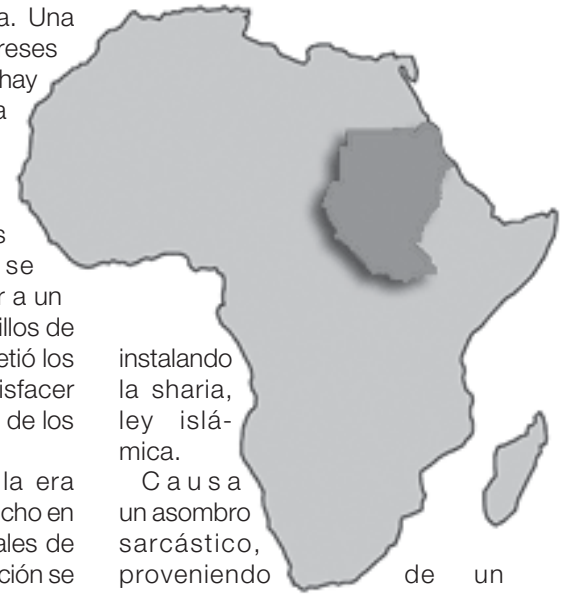 a. Una
reses
hay
a
s
se
r a un
illos de
etió los
isfacer
de los
la era
cho en
ales de
ción se
instalando
la sharia,
ley islá-
mica.
Causa
un asombro
sarcástico,
proveniendo de un